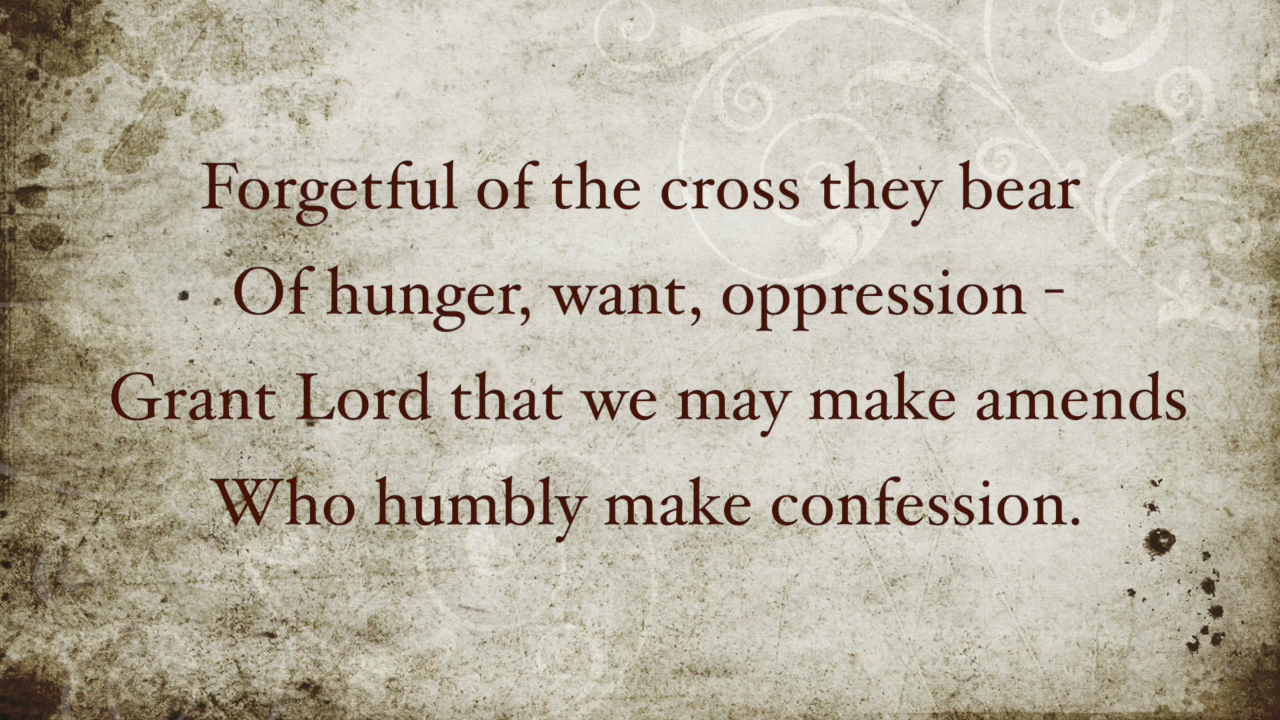 Forgetful of the cross they bear
Of hunger, want, oppression -
Grant Lord that we may make amends
Who humbly make confession.